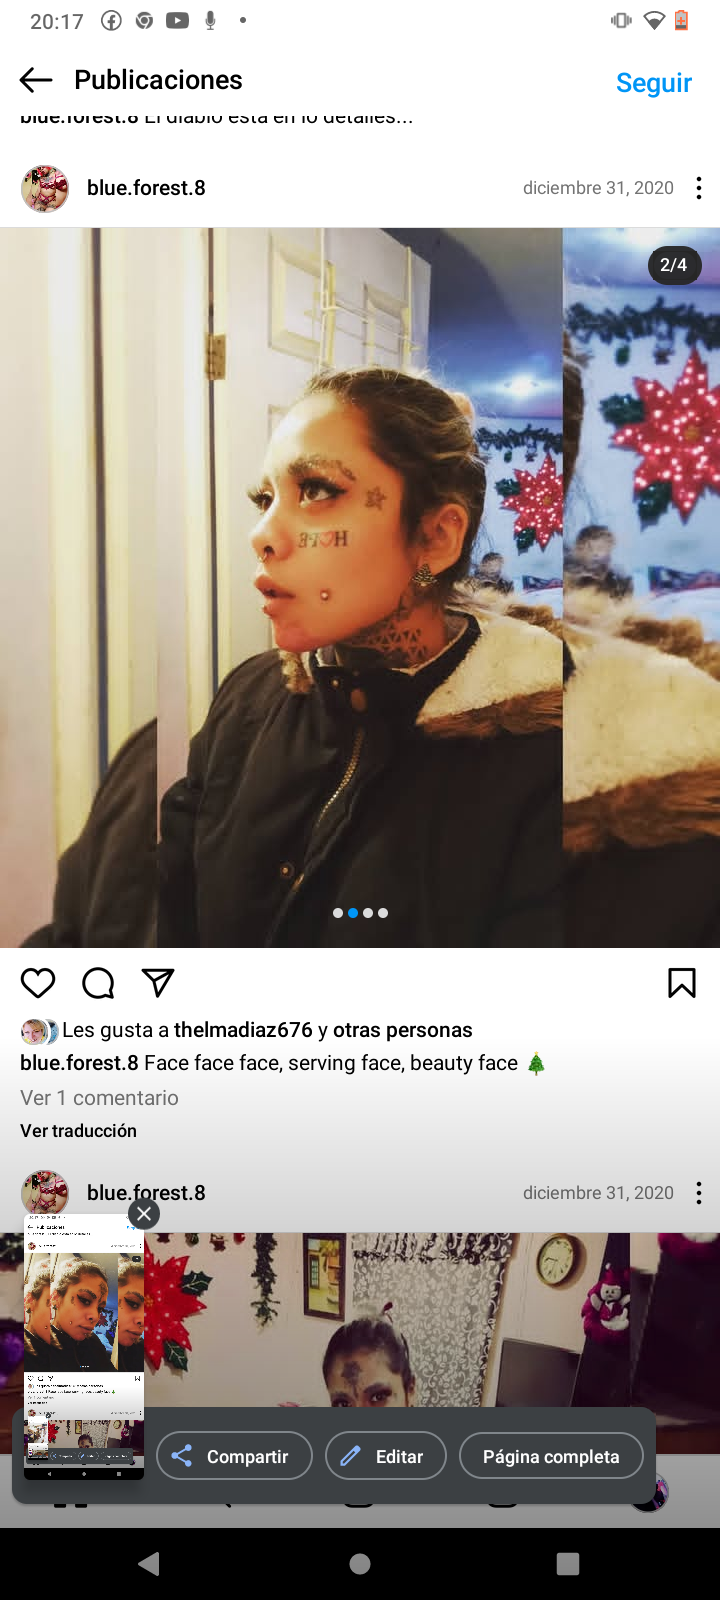 20:17
Publicaciones
Seguir
blue.forest.8 El diablo esta en lo detalles...
blue.forest.8
diciembre 31, 2020
2/4
Les gusta a thelmadiaz676 y otras personas
blue.forest.8 Face face face, serving face, beauty face 🎄
Ver 1 comentario
Ver traducción
blue.forest.8
diciembre 31, 2020
Publicaciones
Compartir
Editar
Página completa